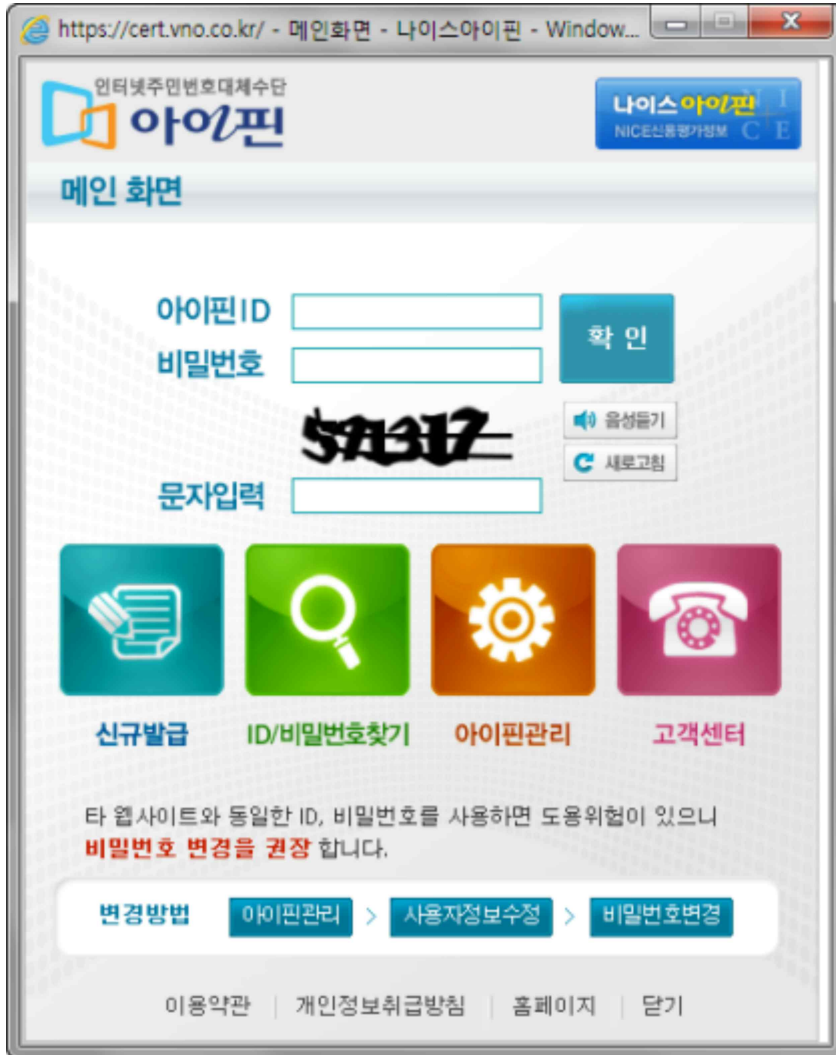 https://cert.vno.co.kr/ - 메인화면 - 나이스아이핀 - Window...
인터넷주민번호대체수단
아이핀
나이스아이핀
NICE신용평가정보
NICE
메인 화면
아이핀ID
확 인
비밀번호
음성듣기
새로고침
문자입력
신규발급 ID/비밀번호찾기 아이핀관리 고객센터
타 웹사이트와 동일한 ID, 비밀번호를 사용하면 도용위험이 있으니
비밀번호 변경을 권장 합니다.
변경방법 아이핀관리 > 사용자정보수정 > 비밀번호변경
이용약관 | 개인정보취급방침 | 홈페이지 | 닫기